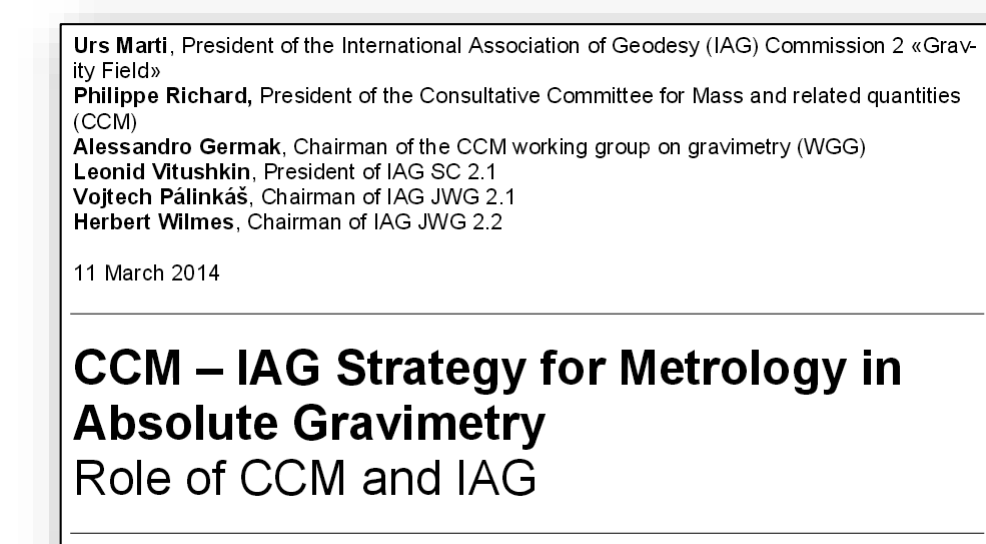 Urs Marti, President of the International Association of Geodesy (IAG) Commission 2 «Grav-
ity Field»
Philippe Richard, President of the Consultative Committee for Mass and related quantities
(CCM)
Alessandro Germak, Chairman of the CCM working group on gravimetry (WGG)
Leonid Vitushkin, President of IAG SC 2.1
Vojtech Pálinkáš, Chairman of IAG JWG 2.1
Herbert Wilmes, Chairman of IAG JWG 2.2
11 March 2014
CCM – IAG Strategy for Metrology in
Absolute Gravimetry
Role of CCM and IAG